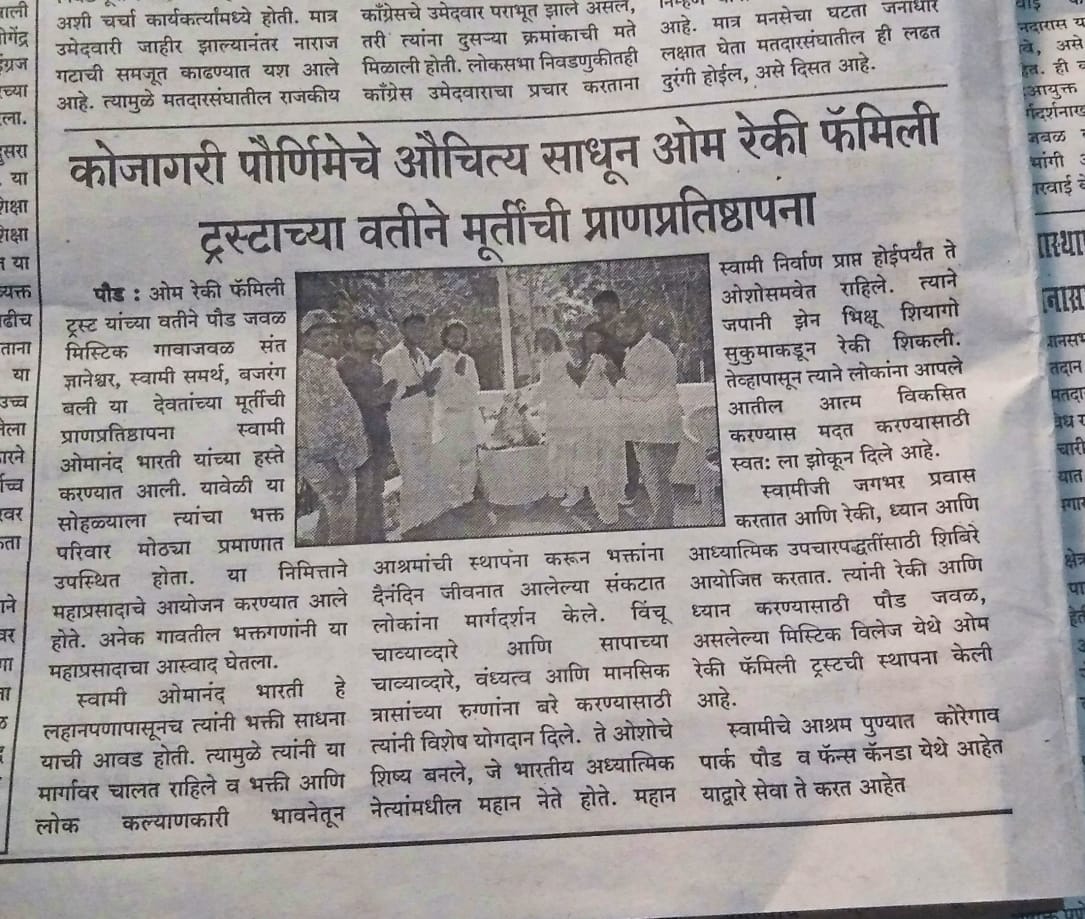 अशी चर्चा कार्यकर्त्यांमध्ये होती. मात्र
उमेदवारी जाहीर झाल्यानंतर नाराज
गटाची समजूत काढण्यात यश आले
आहे. त्यामुळे मतदारसंघातील राजकीय
काँग्रेसचे उमेदवार पराभूत झाले असले,
तरी त्यांना दुसऱ्या क्रमांकाची मते
मिळाली होती. लोकसभा निवडणुकीतही
काँग्रेस उमेदवाराचा प्रचार करताना
आहे. मात्र मनसेचा घटता जनाधार
लक्षात घेता मतदारसंघातील ही लढत
दुरंगी होईल, असे दिसत आहे.
कोजागरी पौर्णिमेचे औचित्य साधून ओम रेकी फॅमिली
ट्रस्टाच्या वतीने मूर्तींची प्राणप्रतिष्ठापना
पौड : ओम रेकी फॅमिली
ट्रस्ट यांच्या वतीने पौड जवळ
मिस्टिक गावाजवळ संत
ज्ञानेश्वर, स्वामी समर्थ, बजरंग
बली या देवतांच्या मूर्तीची
प्राणप्रतिष्ठापना स्वामी
ओमानंद भारती यांच्या हस्ते
करण्यात आली. यावेळी या
सोहळ्याला त्यांचा भक्त
परिवार मोठ्या प्रमाणात
उपस्थित होता. या निमित्ताने
महाप्रसादाचे आयोजन करण्यात आले
होते. अनेक गावतील भक्तगणांनी या
महाप्रसादाचा आस्वाद घेतला.
स्वामी ओमानंद भारती हे
लहानपणापासूनच त्यांनी भक्ती साधना
याची आवड होती. त्यामुळे त्यांनी या
मार्गावर चालत राहिले व भक्ती आणि
लोक कल्याणकारी भावनेतून
आश्रमांची स्थापना करून भक्तांना
दैनंदिन जीवनात आलेल्या संकटात
लोकांना मार्गदर्शन केले. विंचू
चाव्याव्दारे आणि सापाच्या
चाव्याव्दारे, वंध्यत्व आणि मानसिक
त्रासांच्या रुग्णांना बरे करण्यासाठी
त्यांनी विशेष योगदान दिले. ते ओशोचे
शिष्य बनले, जे भारतीय अध्यात्मिक
नेत्यांमधील महान नेते होते. महान
स्वामी निर्वाण प्राप्त होईपर्यंत ते
ओशोसमवेत राहिले. त्याने
जपानी झेन भिक्षू शियागो
सुकुमाकडून रेकी शिकली.
तेव्हापासून त्याने लोकांना आपले
आतील आत्म विकसित
करण्यास मदत करण्यासाठी
स्वत: ला झोकून दिले आहे.
स्वामीजी जगभर प्रवास
करतात आणि रेकी, ध्यान आणि
आध्यात्मिक उपचारपद्धतींसाठी शिबिरे
आयोजित करतात. त्यांनी रेकी आणि
ध्यान करण्यासाठी पौड जवळ,
असलेल्या मिस्टिक विलेज येथे ओम
रेकी फॅमिली ट्रस्टची स्थापना केली
आहे.
स्वामीचे आश्रम पुण्यात कोरेगाव
पार्क पौड व फॅन्स कॅनडा येथे आहेत
याद्वारे सेवा ते करत आहेत